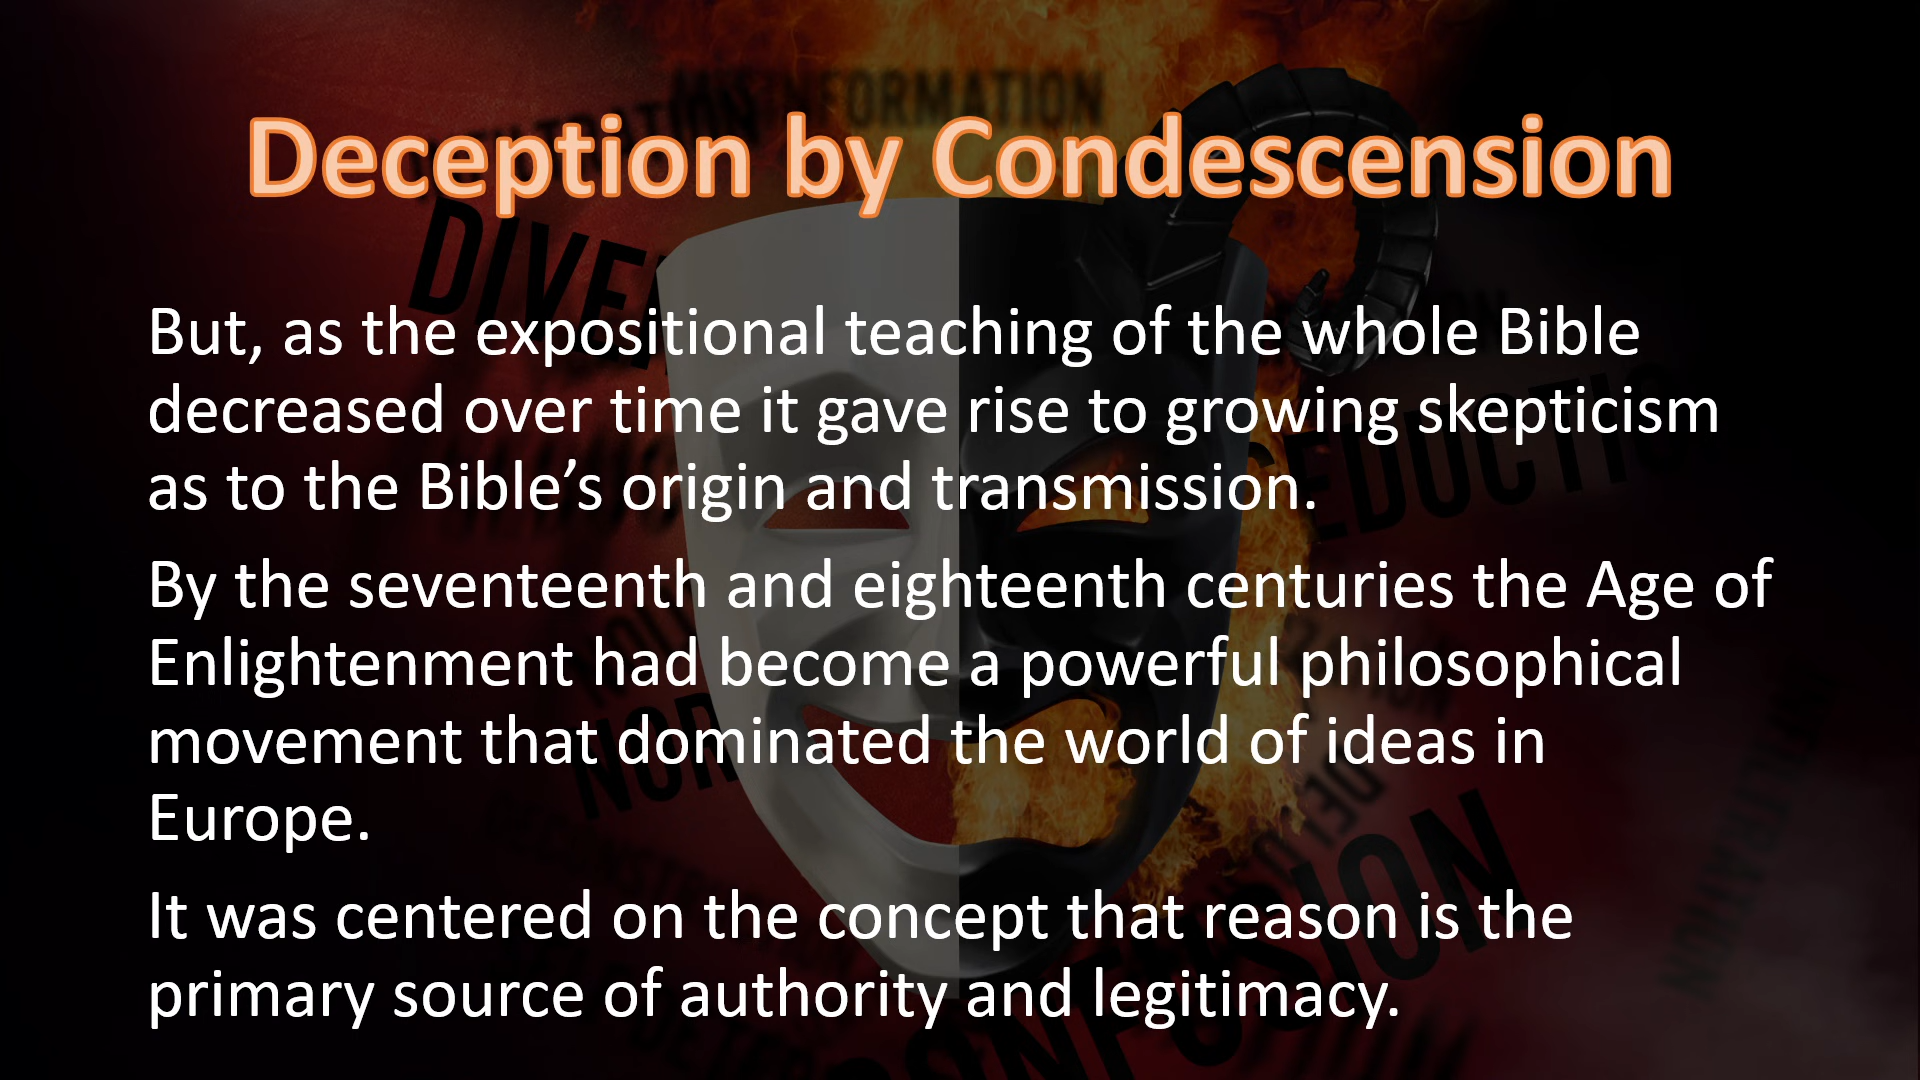 MISINFORMATION
Deception by Condescension
But, as the expositional teaching of the whole Bible
decreased over time it gave rise to growing skepticism
as to the Bible’s origin and transmission.
By the seventeenth and eighteenth centuries the Age of
Enlightenment had become a powerful philosophical
movement that dominated the world of ideas in
Europe.
It was centered on the concept that reason is the
primary source of authority and legitimacy.
SEDUCTIO
CONFUSION